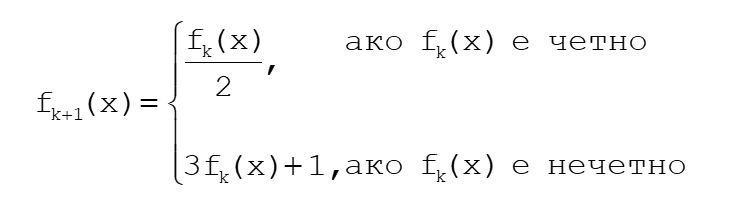 f_k(x)/2, ако f_k(x) е четно
f_{k+1}(x)=
3f_k(x)+1, ако f_k(x) е нечетно